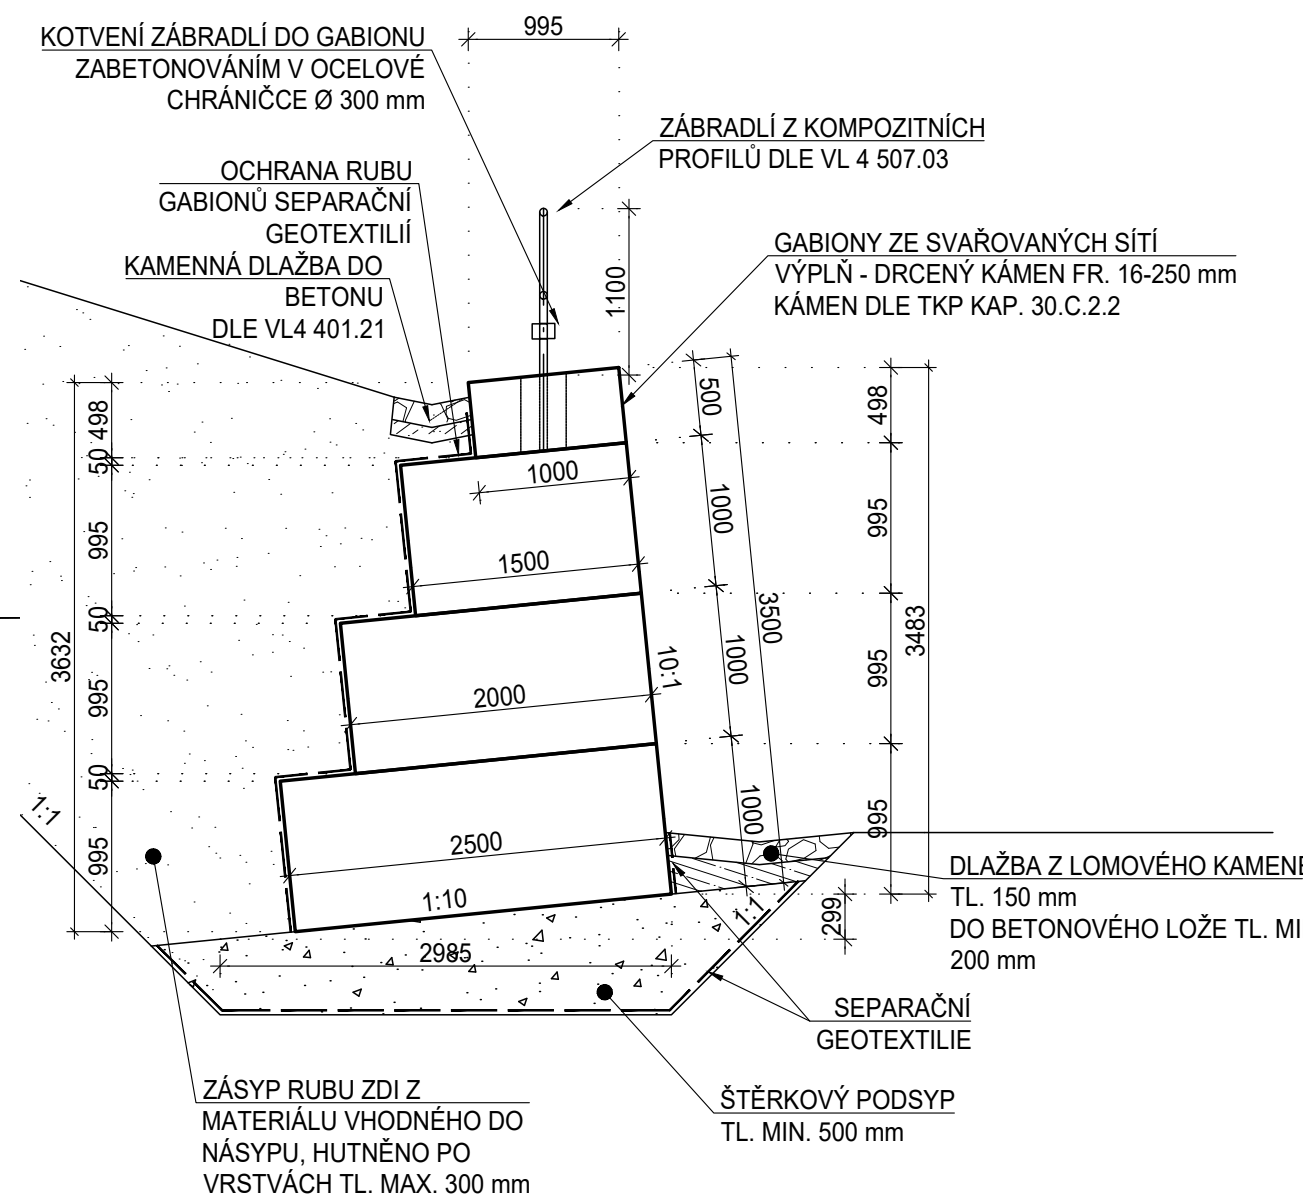 995
KOTVENÍ ZÁBRADLÍ DO GABIONU
ZABETONOVÁNÍM V OCELOVÉ
CHRÁNIČCE Ø 300 mm
ZÁBRADLÍ Z KOMPOZITNÍCH
PROFILŮ DLE VL 4 507.03
OCHRANA RUBU
GABIONŮ SEPARAČNÍ
GEOTEXTILIÍ
KAMENNÁ DLAŽBA DO
BETONU
DLE VL4 401.21
GABIONY ZE SVAŘOVANÝCH SÍTÍ
VÝPLŇ - DRCENÝ KÁMEN FR. 16-250 mm
KÁMEN DLE TKP KAP. 30.C.2.2
1100
3632
498
50
995
50
995
50
995
1:1
1000
1500
2000
2500
1:10
2985
10:1
500
1000
1000
1000
3500
498
995
995
995
3483
299
1:1
DLAŽBA Z LOMOVÉHO KAMENE
TL. 150 mm
DO BETONOVÉHO LOŽE TL. MI
200 mm
SEPARAČNÍ
GEOTEXTILIE
ŠTĚRKOVÝ PODSYP
TL. MIN. 500 mm
ZÁSYP RUBU ZDI Z
MATERIÁLU VHODNÉHO DO
NÁSYPU, HUTNĚNO PO
VRSTVÁCH TL. MAX. 300 mm